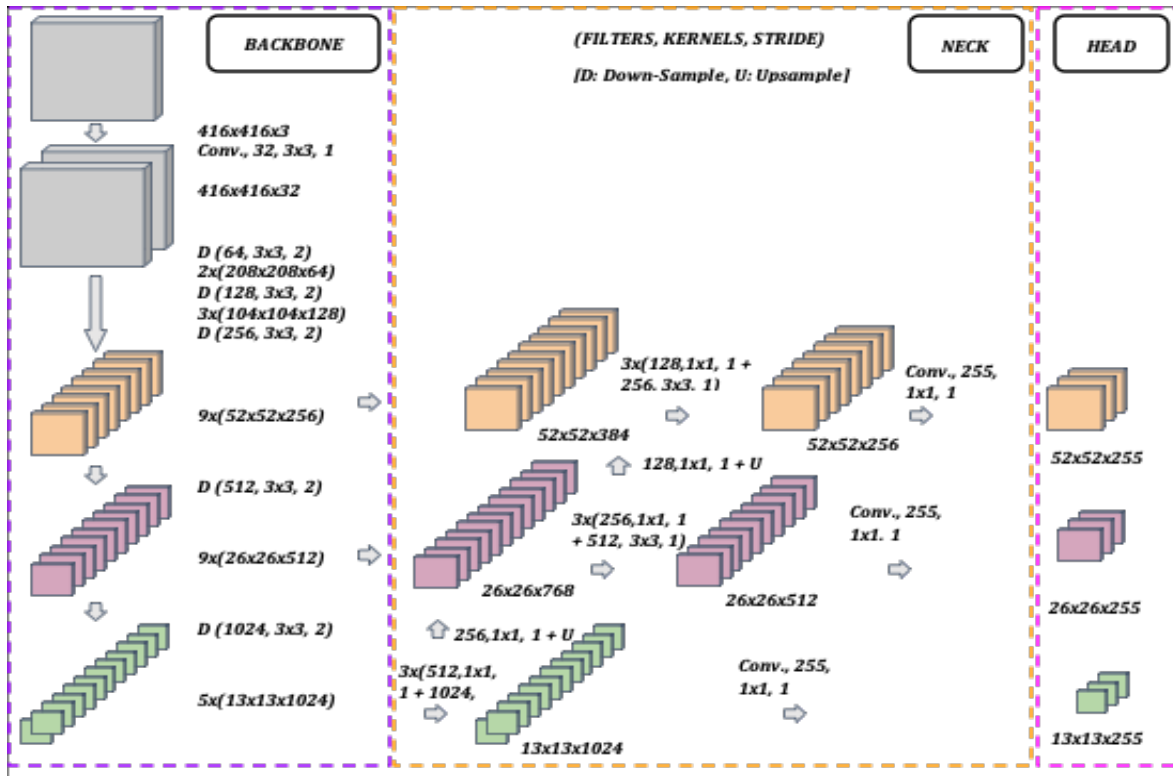 BACKBONE
(FILTERS, KERNELS, STRIDE)
[D: Down-Sample, U: Upsample]
NECK
HEAD
416x416x3
Conv., 32, 3x3, 1
416x416x32
D (64, 3x3, 2)
2x(208x208x64)
D (128, 3x3, 2)
3x(104x104x128)
D (256, 3x3, 2)
9x(52x52x256)
D (512, 3x3, 2)
9x(26x26x512)
D (1024, 3x3, 2)
5x(13x13x1024)
3x(128,1x1, 1 +
256. 3x3. 1)
Conv., 255,
1x1, 1
52x52x384
52x52x256
52x52x255
128,1x1, 1 + U
3x(256,1x1, 1
+ 512, 3x3, 1)
Conv., 255,
1x1. 1
26x26x768
26x26x512
26x26x255
256,1x1, 1 + U
3x(512,1x1,
1 + 1024,
Conv., 255,
1x1, 1
13x13x1024
13x13x255